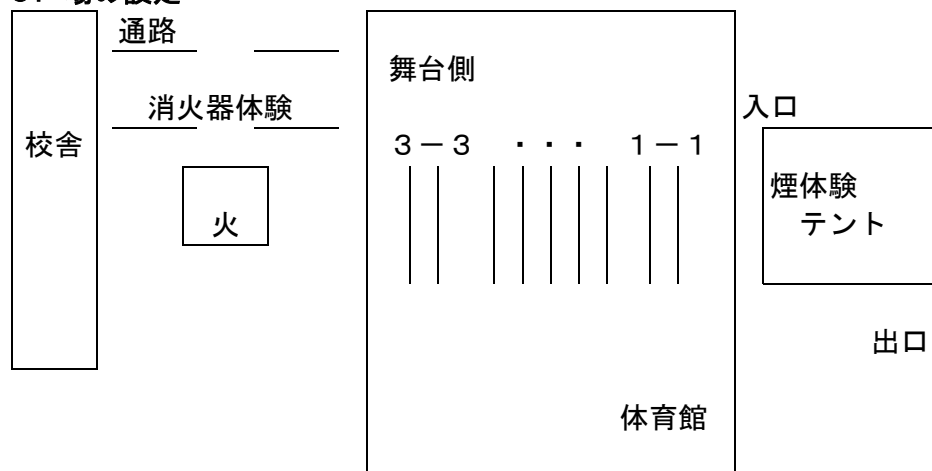 通路
舞台側
消火器体験
入口
校舎
3－3 ・・・ 1－1
煙体験
テント
火
出口
体育館